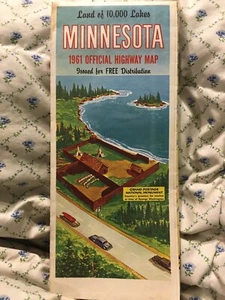 Land of 10,000 Lakes
MINNESOTA
1961 OFFICIAL HIGHWAY MAP
Issued for FREE Distribution
GRAND PORTAGE
NATIONAL MONUMENT